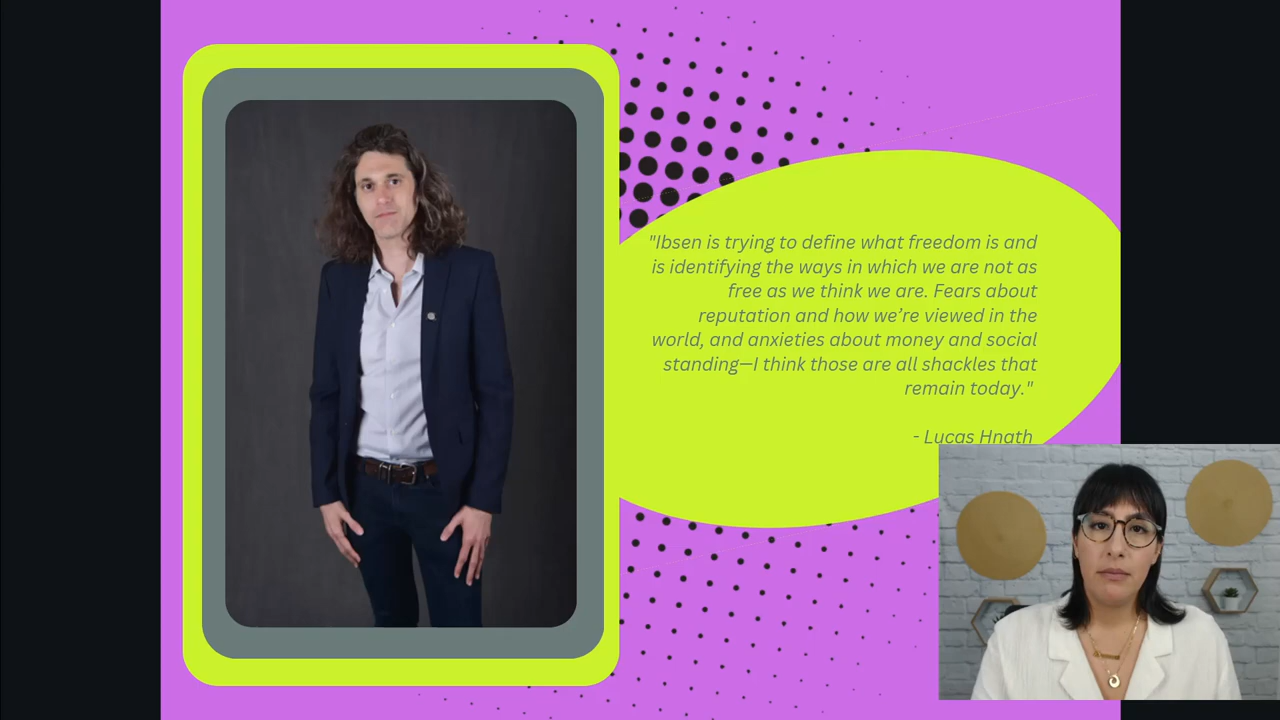 "Ibsen is trying to define what freedom is and
is identifying the ways in which we are not as
free as we think we are. Fears about
reputation and how we're viewed in the
world, and anxieties about money and social
standing—I think those are all shackles that
remain today."
- Lucas Hnath